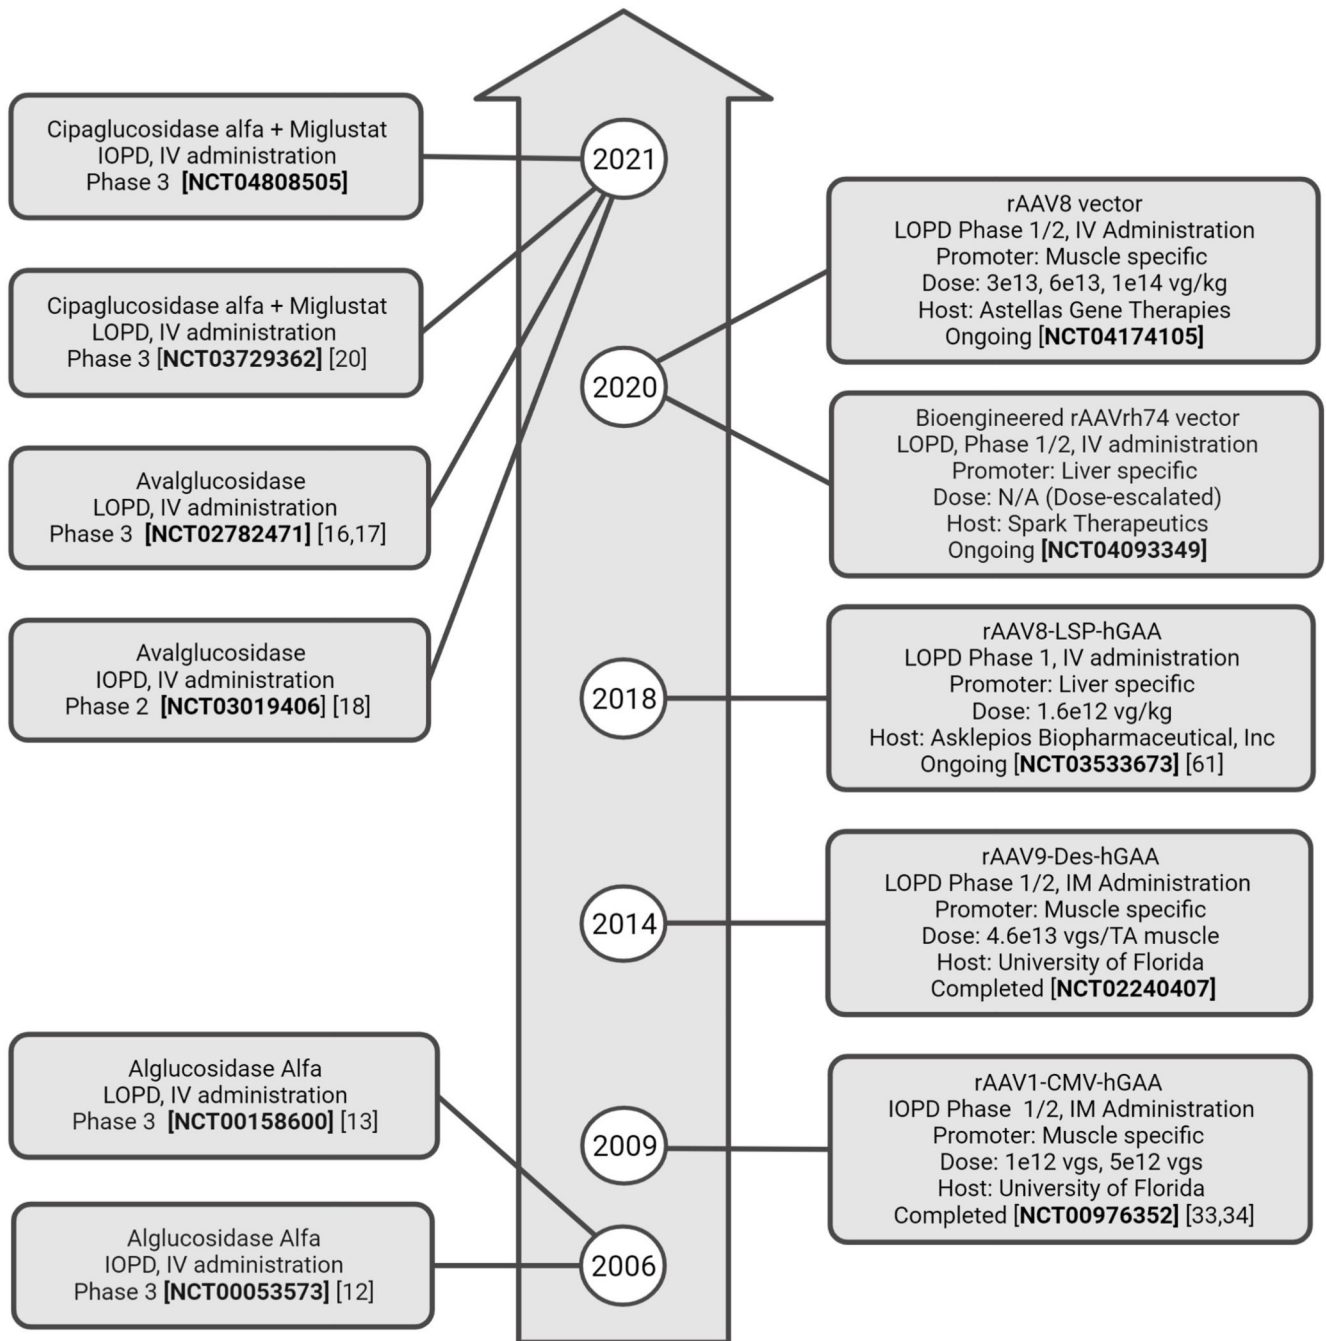 2021
Cipaglucosidase alfa + Miglustat
IOPD, IV administration
Phase 3 [NCT04808505]
Cipaglucosidase alfa + Miglustat
LOPD, IV administration
Phase 3 [NCT03729362] [20]
Avalglucosidase
LOPD, IV administration
Phase 3 [NCT02782471] [16,17]
Avalglucosidase
IOPD, IV administration
Phase 2 [NCT03019406] [18]
2020
rAAV8 vector
LOPD Phase 1/2, IV Administration
Promoter: Muscle specific
Dose: 3e13, 6e13, 1e14 vg/kg
Host: Astellas Gene Therapies
Ongoing [NCT04174105]
Bioengineered rAAVrh74 vector
LOPD, Phase 1/2, IV administration
Promoter: Liver specific
Dose: N/A (Dose-escalated)
Host: Spark Therapeutics
Ongoing [NCT04093349]
2018
rAAV8-LSP-hGAA
LOPD Phase 1, IV administration
Promoter: Liver specific
Dose: 1.6e12 vg/kg
Host: Asklepios Biopharmaceutical, Inc
Ongoing [NCT03533673] [61]
2014
rAAV9-Des-hGAA
LOPD Phase 1/2, IM Administration
Promoter: Muscle specific
Dose: 4.6e13 vgs/TA muscle
Host: University of Florida
Completed [NCT02240407]
2009
rAAV1-CMV-hGAA
IOPD Phase 1/2, IM Administration
Promoter: Muscle specific
Dose: 1e12 vgs, 5e12 vgs
Host: University of Florida
Completed [NCT00976352] [33,34]
2006
Alglucosidase Alfa
LOPD, IV administration
Phase 3 [NCT00158600] [13]
Alglucosidase Alfa
IOPD, IV administration
Phase 3 [NCT00053573] [12]